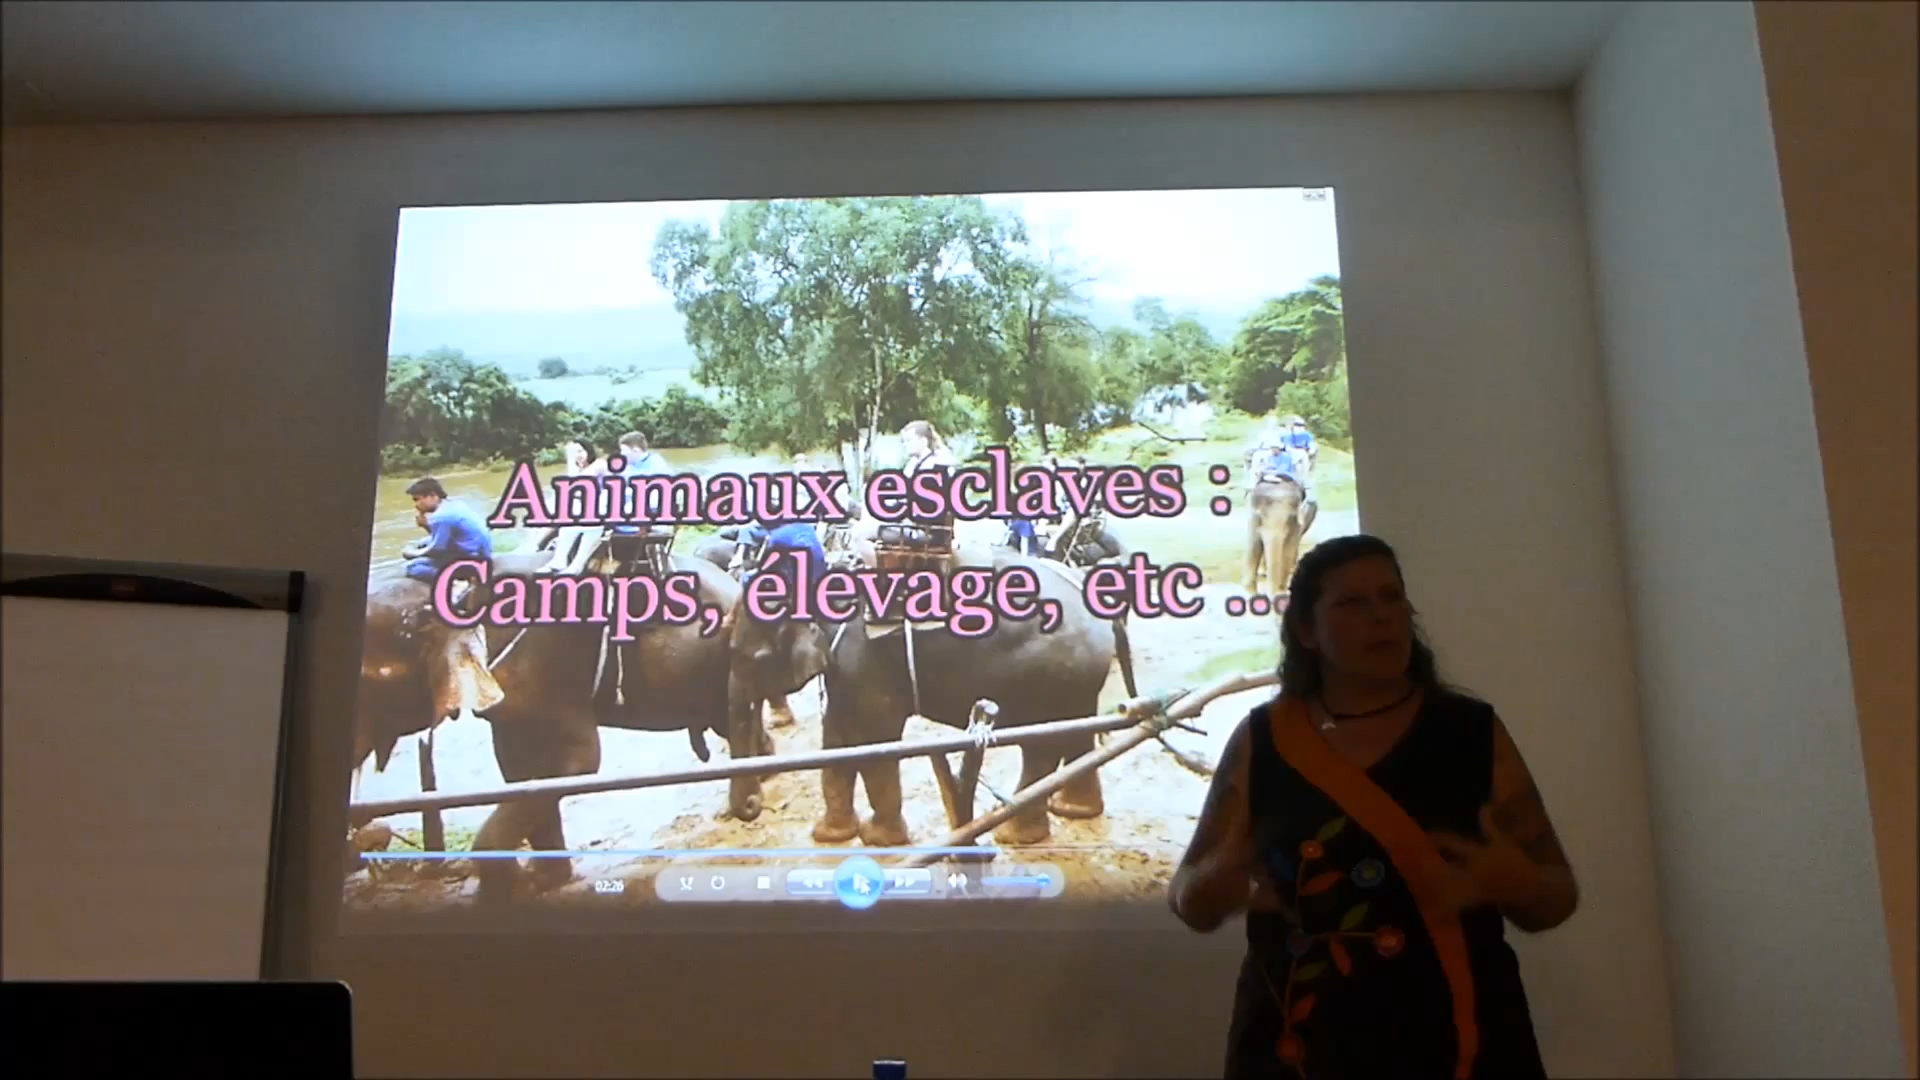 Animaux esclaves :
Camps, élevage, etc ...
02:26